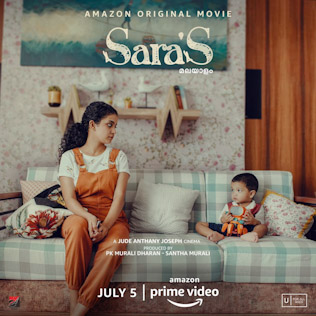 AMAZON ORIGINAL MOVIE
Sara'S
മലയാളം
A JUDE ANTHANY JOSEPH CINEMA
PRODUCED BY
PK MURALI DHARAN - SANTHA MURALI
JULY 5
amazon
prime video
U